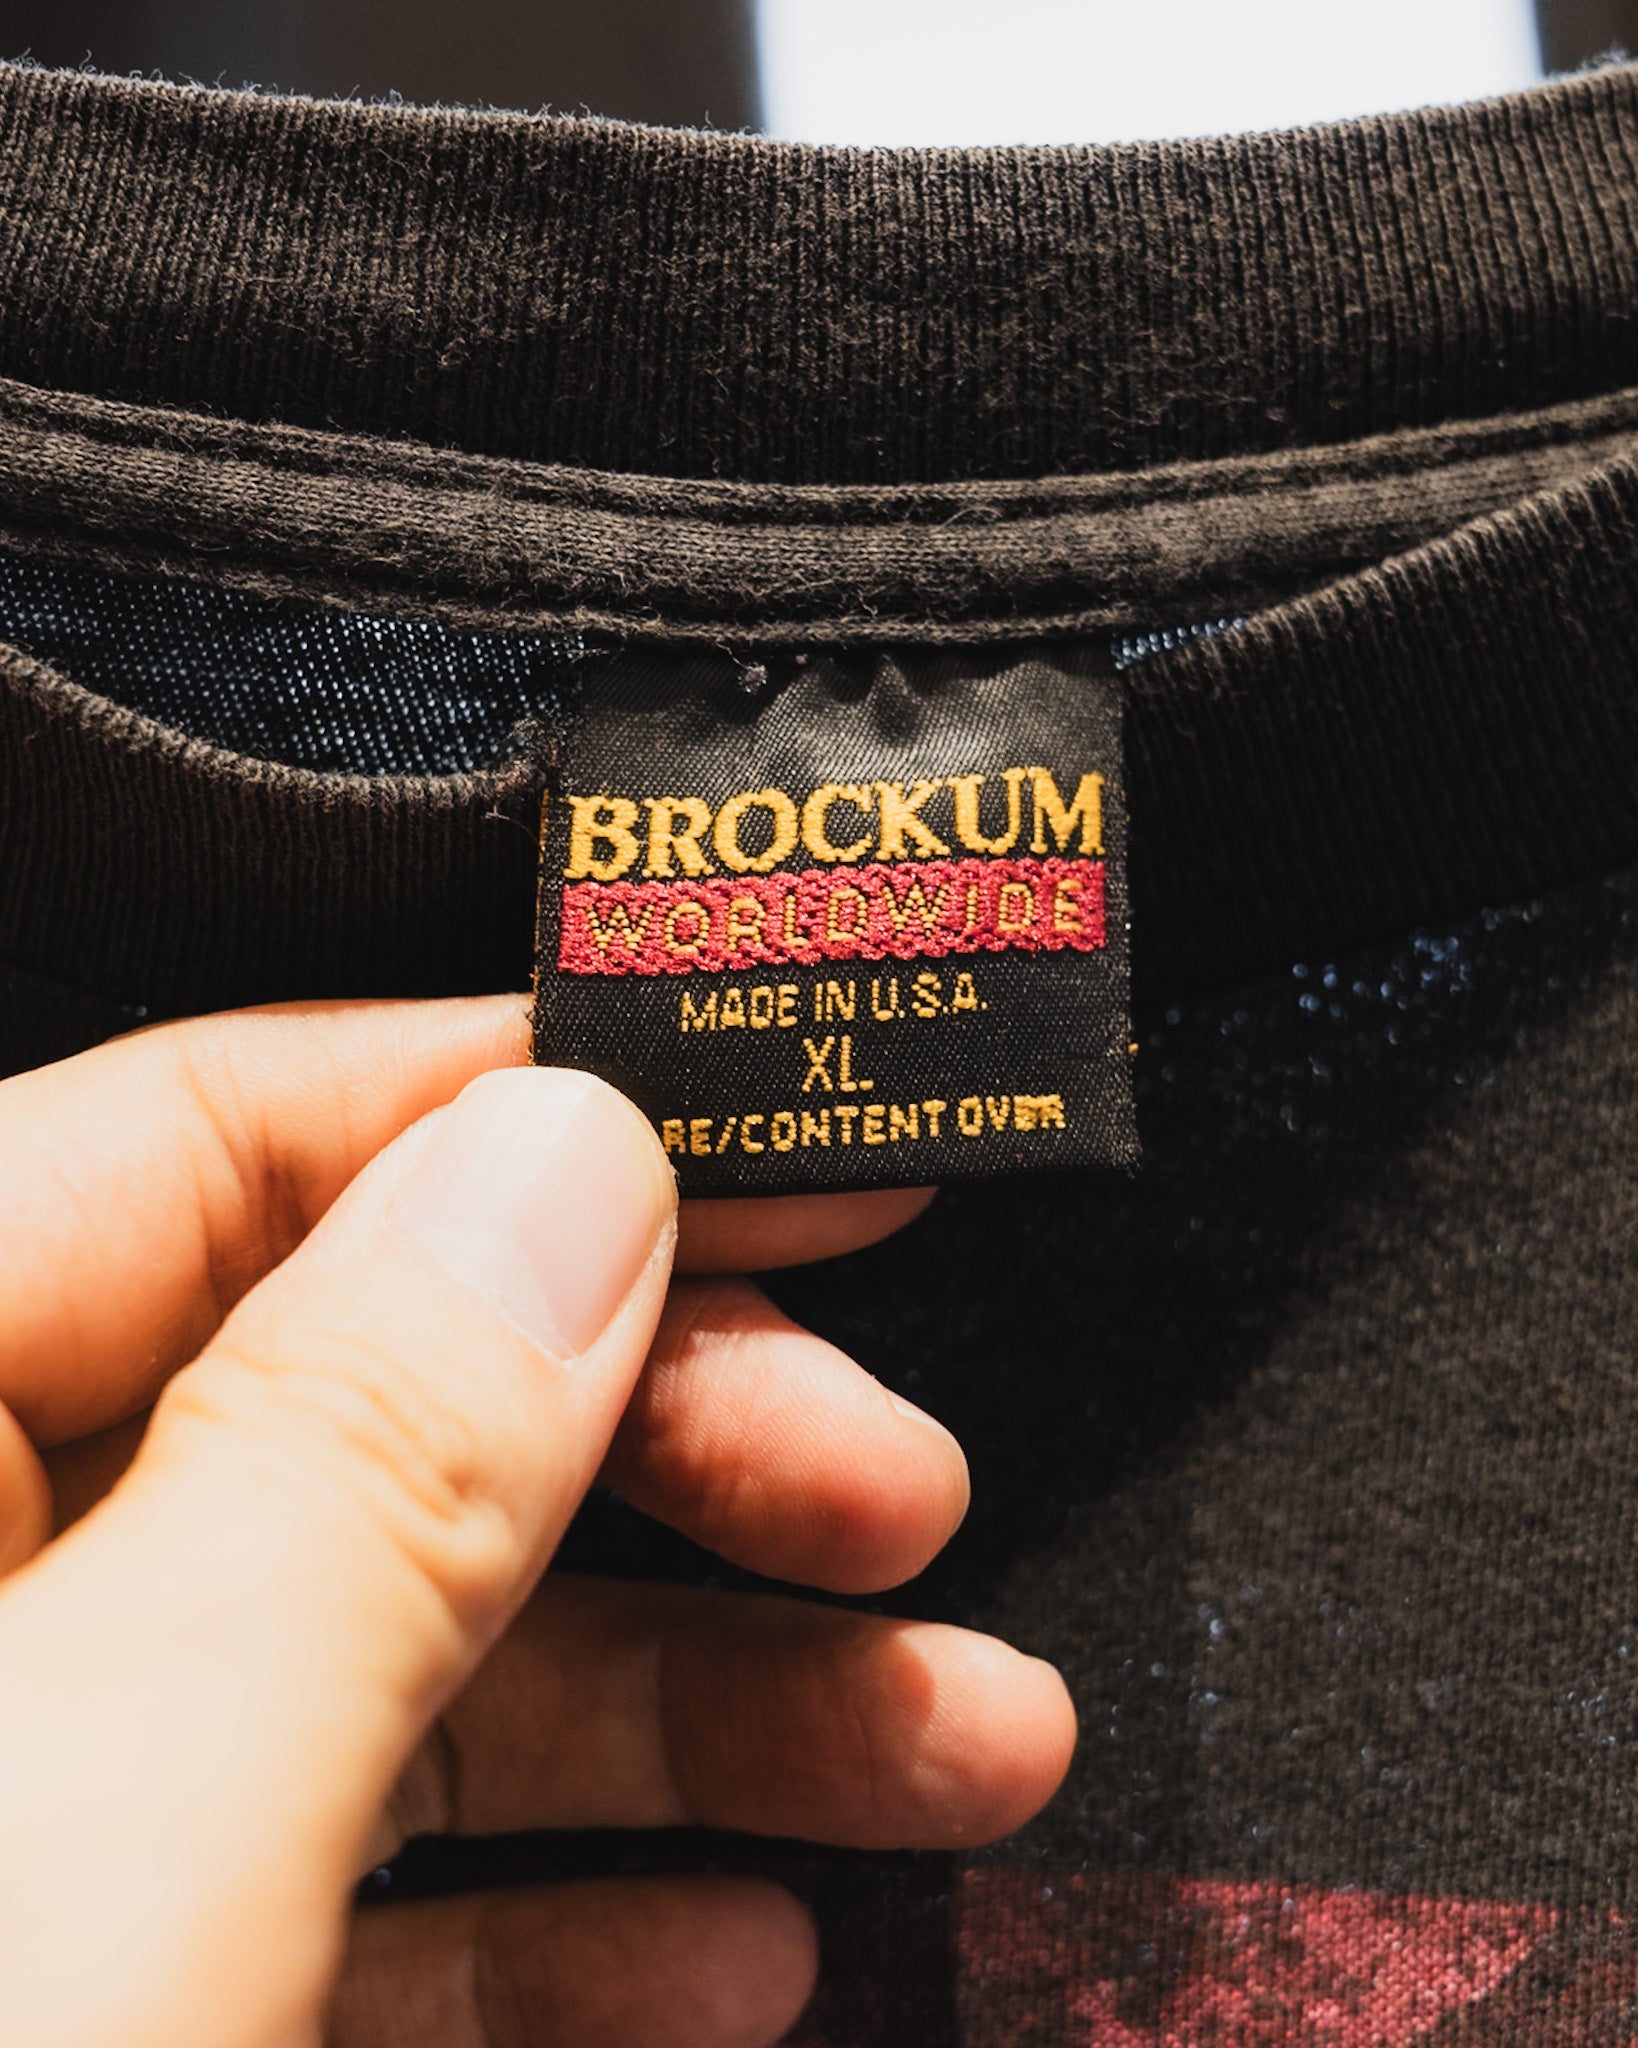 BROCKUM
WORLDWIDE
MADE IN U.S.A.
XL
RE/CONTENT OVER